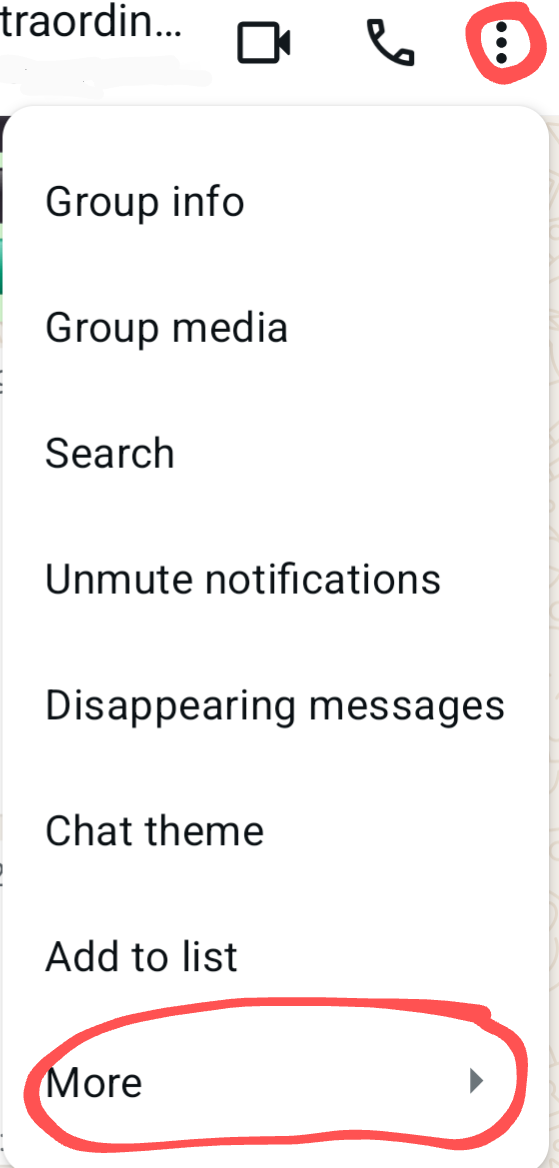 traordin...
Group info
Group media
Search
Unmute notifications
Disappearing messages
Chat theme
Add to list
More